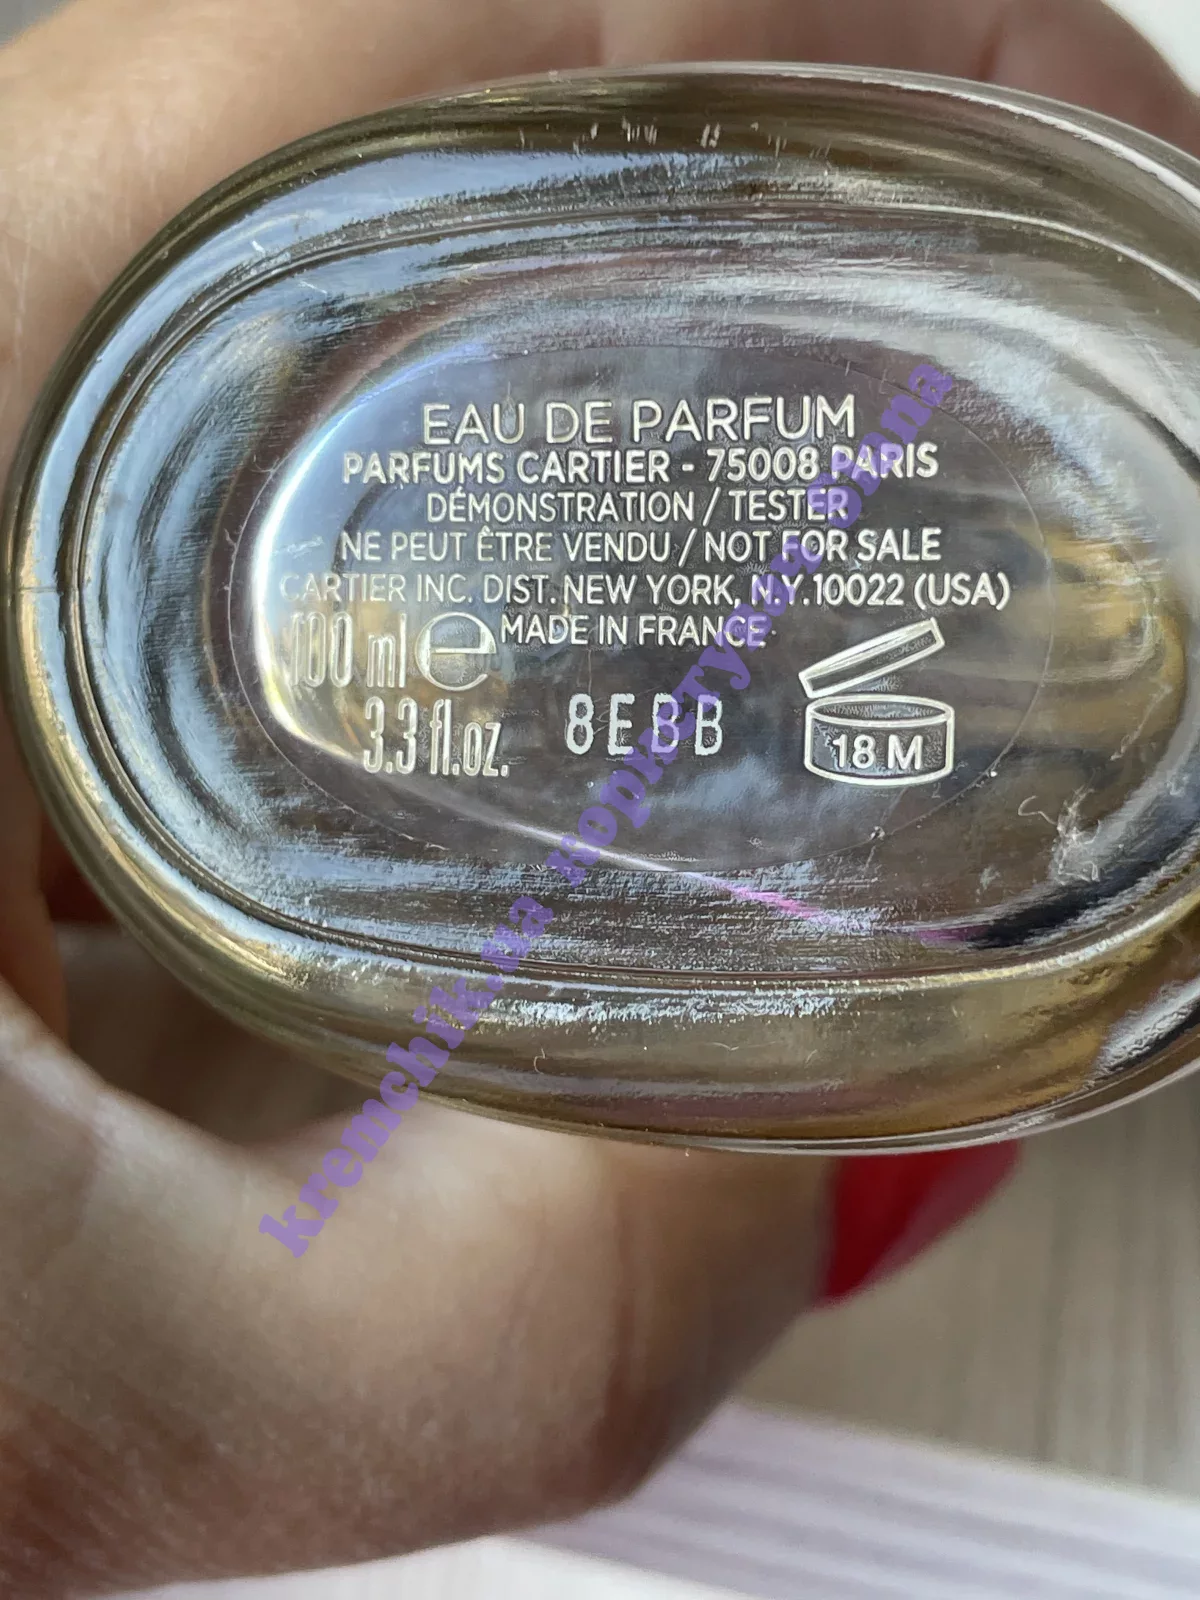 EAU DE PARFUM
PARFUMS CARTIER - 75008 PARIS
DÉMONSTRATION / TESTER
NE PEUT ÊTRE VENDU / NOT FOR SALE
CARTIER INC. DIST. NEW YORK, N.Y. 10022 (USA)
100 ml e MADE IN FRANCE
3.3 fl.oz. 8EBB 18 M
kremchik.ua